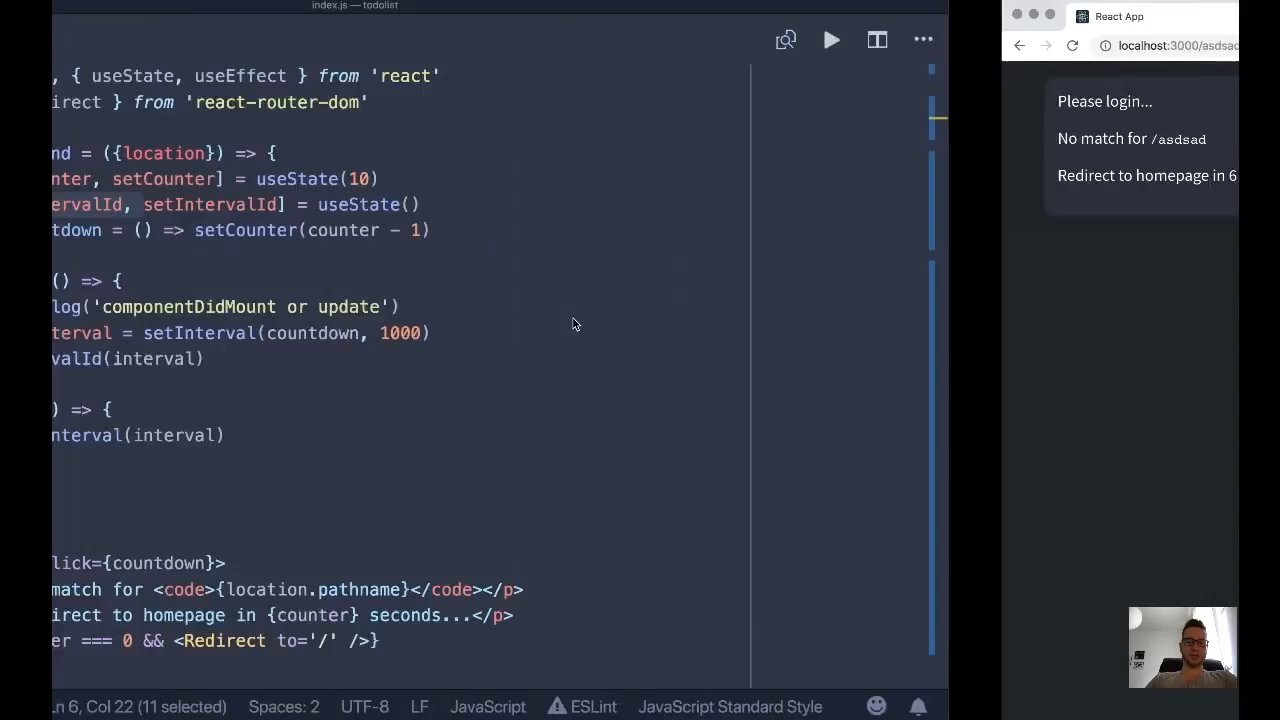 index.js — todolist
, { useState, useEffect } from 'react'
irect } from 'react-router-dom'
nd = ({location}) => {
nter, setCounter] = useState(10)
ervalId, setIntervalId] = useState()
tdown = () => setCounter(counter - 1)
() => {
log('componentDidMount or update')
terval = setInterval(countdown, 1000)
valId(interval)
) => {
nterval(interval)
lick={countdown}>
match for <code>{location.pathname}</code></p>
irect to homepage in {counter} seconds...</p>
er === 0 && <Redirect to='/' />}
Ln 6, Col 22 (11 selected) Spaces: 2 UTF-8 LF JavaScript ESLint JavaScript Standard Style
React App
localhost:3000/asdsad
Please login...
No match for /asdsad
Redirect to homepage in 6